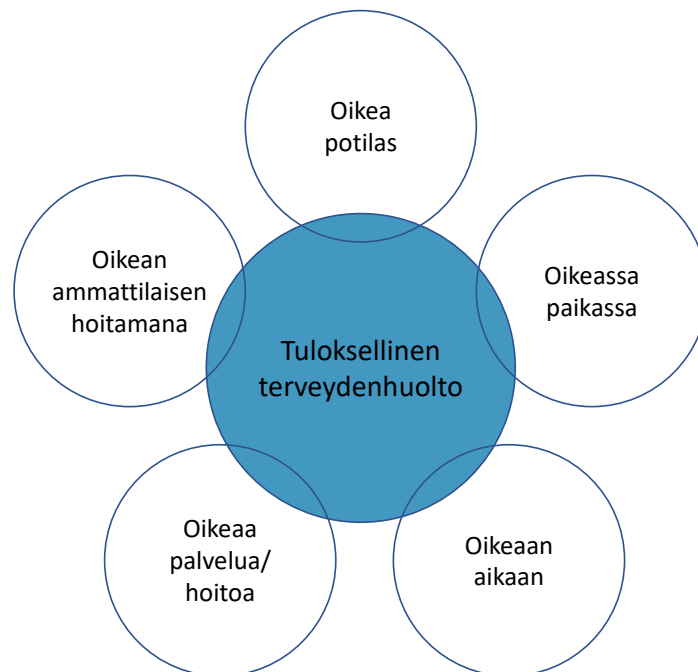 Oikea
potilas
Oikeassa
paikassa
Oikeaan
aikaan
Oikeaa
palvelua/
hoitoa
Oikean
ammattilaisen
hoitamana
Tuloksellinen
terveydenhuolto